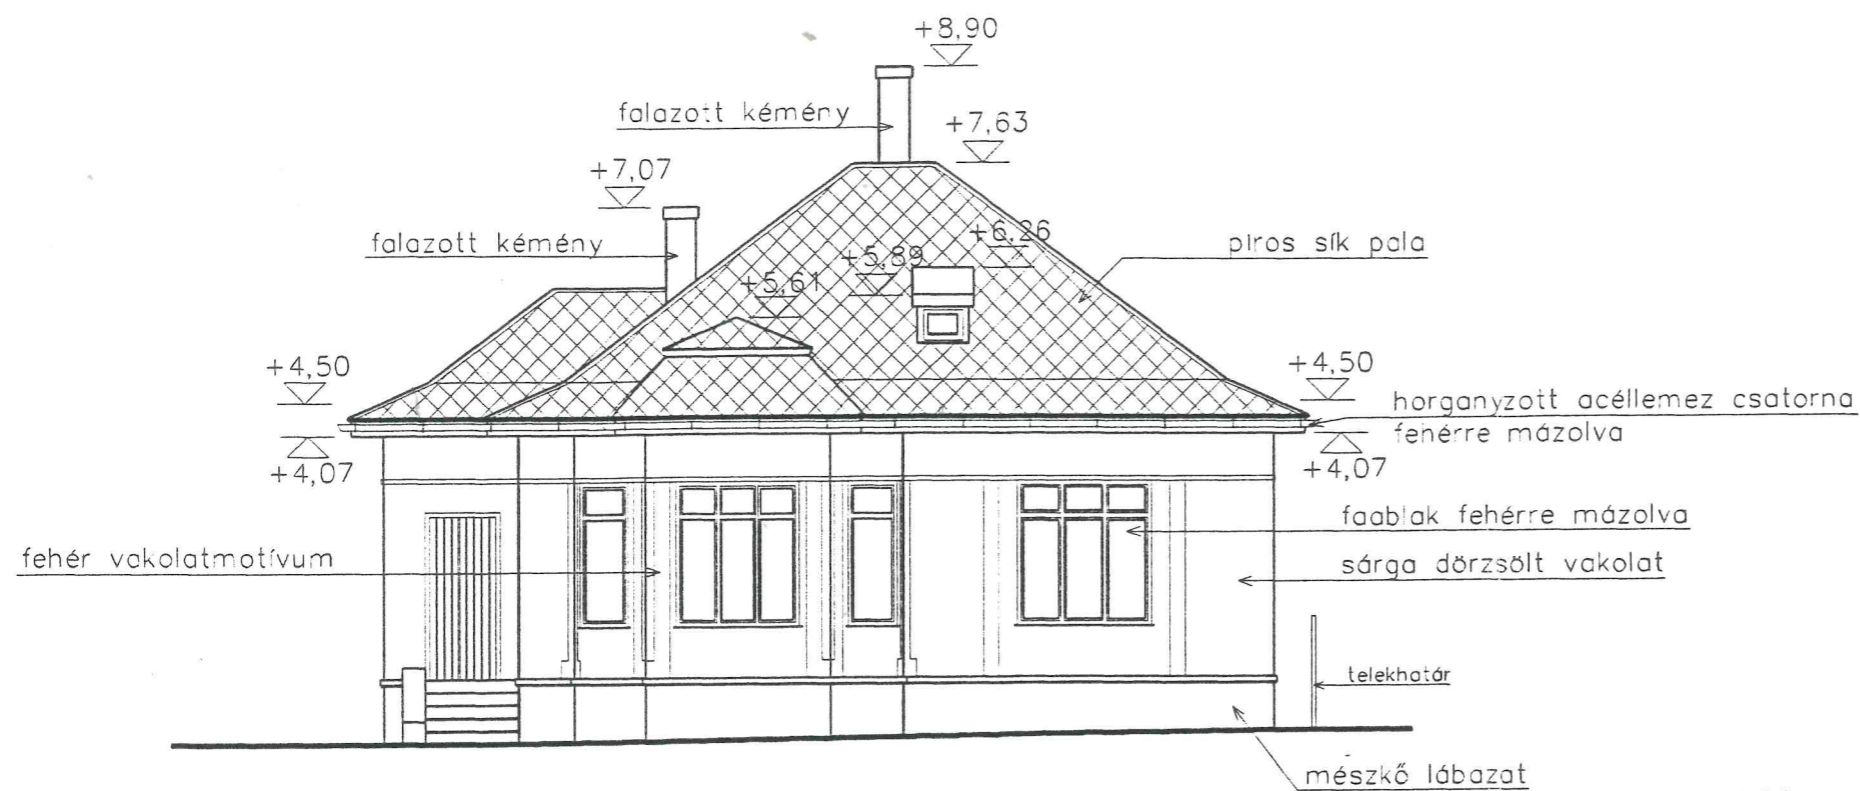 +8,90
falazott kémény
+7,63
+7,07
falazott kémény
+6,26
piros sík pala
+5,89
+5,61
+4,50
+4,50
horganyzott acéllemez csatorna
fehérre mázolva
+4,07
+4,07
faablak fehérre mázolva
fehér vakolatmotívum
sárga dörzsölt vakolat
telekhatár
mészkő lábazat